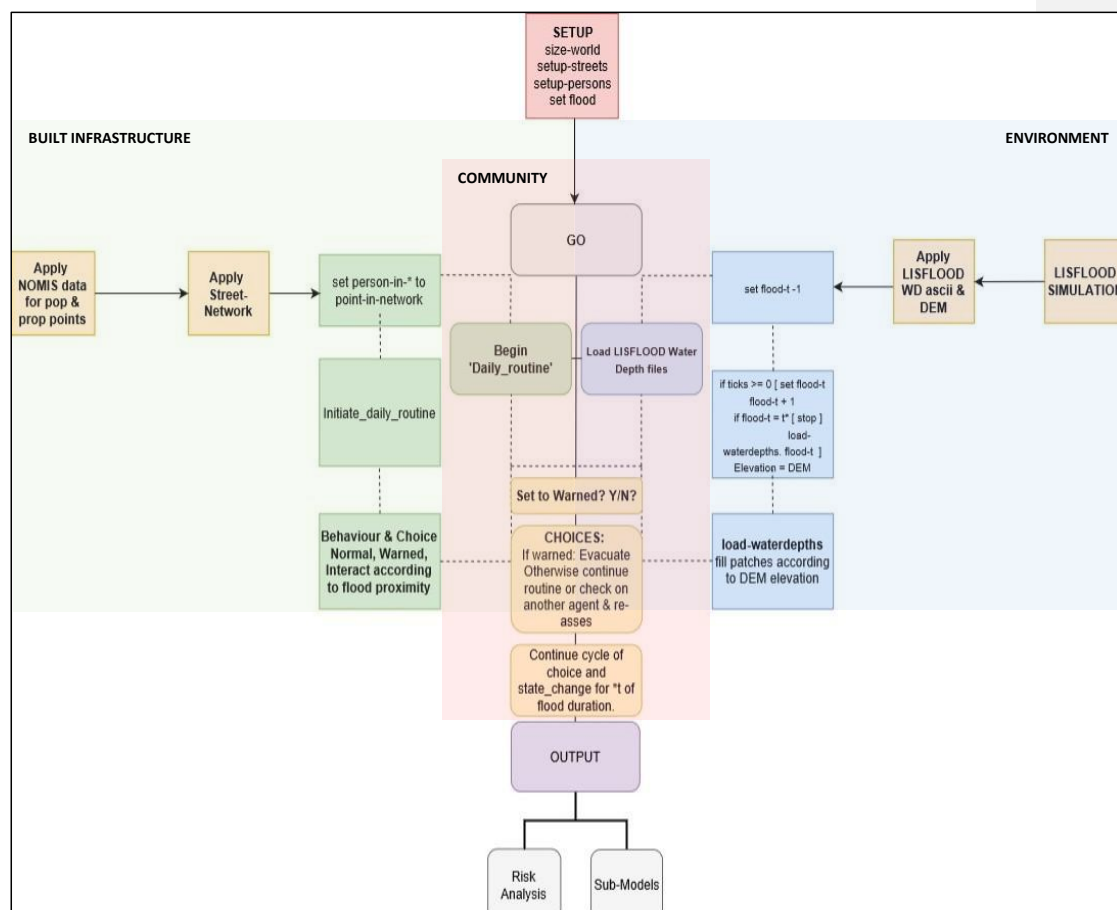 SETUP
size-world
setup-streets
setup-persons
set flood
BUILT INFRASTRUCTURE
ENVIRONMENT
COMMUNITY
GO
Apply
NOMIS data
for pop &
prop points
Apply
Street-
Network
set person-in-* to
point-in-network
set flood-t -1
Apply
LISFLOOD
WD ascii &
DEM
LISFLOOD
SIMULATION
Begin
'Daily_routine'
Load LISFLOOD Water
Depth files
Initiate_daily_routine
if ticks >= 0 [ set flood-t
flood-t + 1
if flood-t = t* [ stop ]
load-
waterdepths. flood-t ]
Elevation = DEM
Set to Warned? Y/N?
Behaviour & Choice
Normal, Warned,
Interact according
to flood proximity
CHOICES:
If warned: Evacuate
Otherwise continue
routine or check on
another agent & re-
asses
load-waterdepths
fill patches according
to DEM elevation
Continue cycle of
choice and
state_change for *t of
flood duration.
OUTPUT
Risk
Analysis
Sub-Models